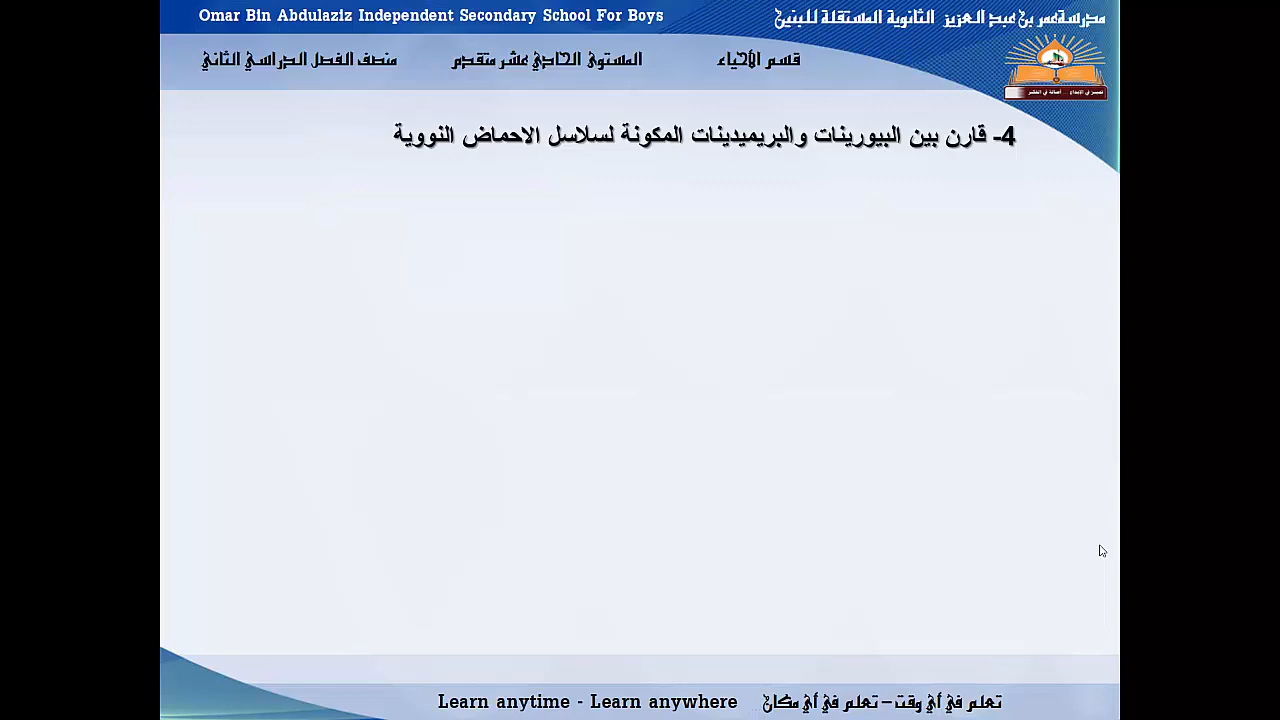 Omar Bin Abdulaziz Independent Secondary School For Boys
مدرسة عمر بن عبد العزيز الثانوية المستقلة للبنين
قسم الأحياء
المستوى الحادي عشر متقدم
منصف الفصل الدراسي الثاني
4- قارن بين البيورينات والبريميدينات المكونة لسلاسل الاحماض النووية
تعلم في أي وقت – تعلم في أي مكان
Learn anytime - Learn anywhere